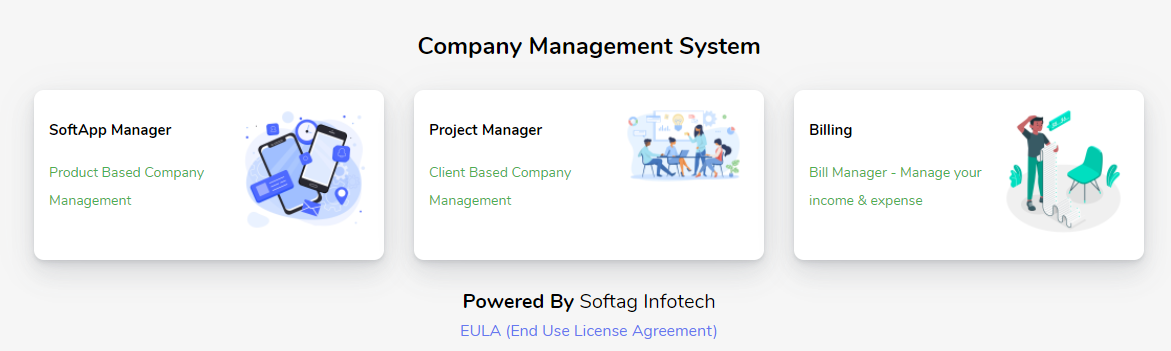 Company Management System
SoftApp Manager
Product Based Company
Management
Project Manager
Client Based Company
Management
Billing
Bill Manager - Manage your
income & expense
Powered By Softag Infotech
EULA (End Use License Agreement)